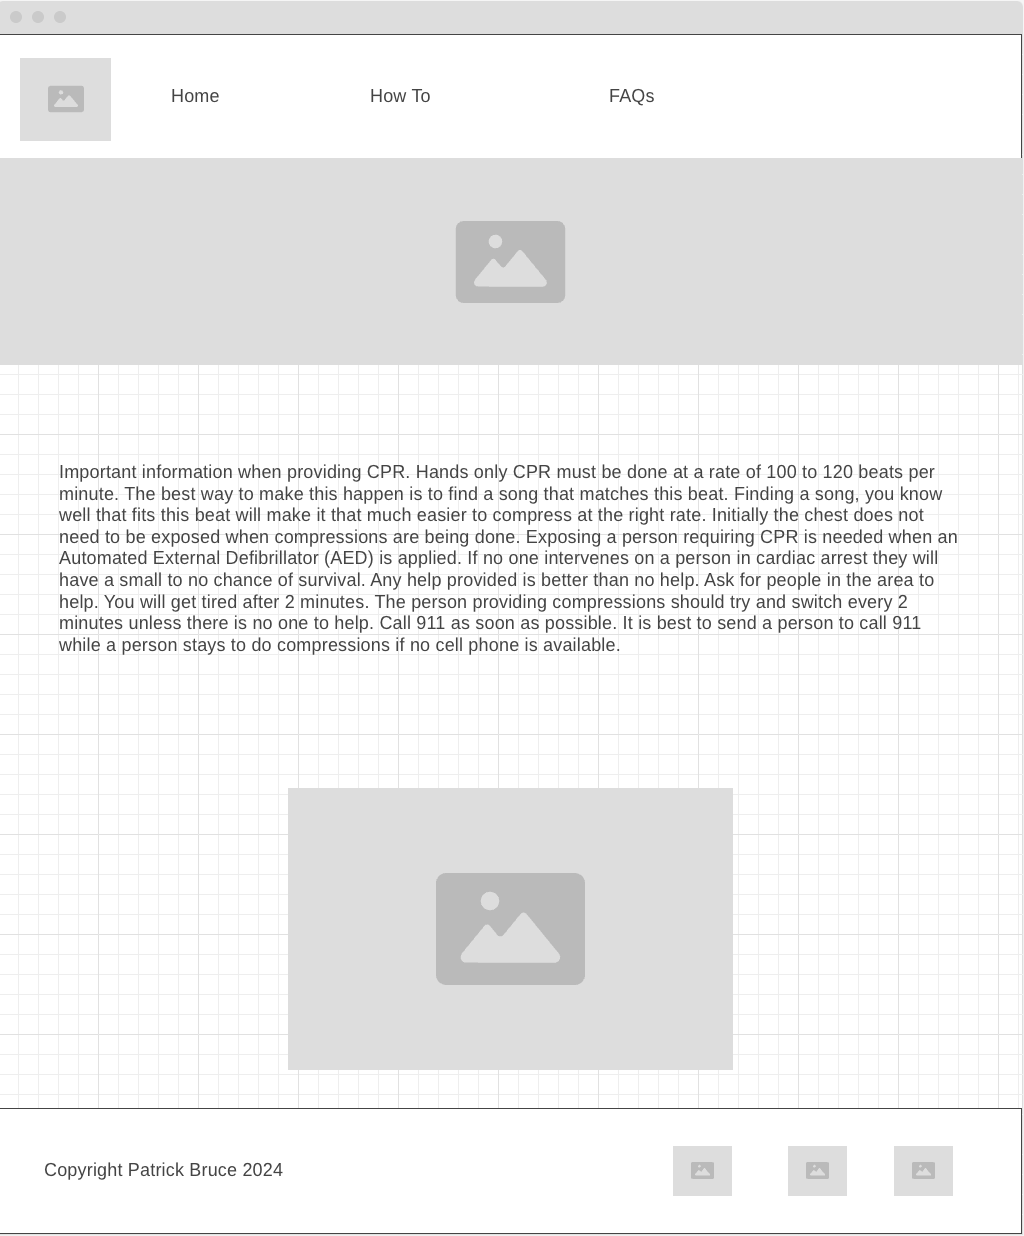 Home How To FAQs
Important information when providing CPR. Hands only CPR must be done at a rate of 100 to 120 beats per
minute. The best way to make this happen is to find a song that matches this beat. Finding a song, you know
well that fits this beat will make it that much easier to compress at the right rate. Initially the chest does not
need to be exposed when compressions are being done. Exposing a person requiring CPR is needed when an
Automated External Defibrillator (AED) is applied. If no one intervenes on a person in cardiac arrest they will
have a small to no chance of survival. Any help provided is better than no help. Ask for people in the area to
help. You will get tired after 2 minutes. The person providing compressions should try and switch every 2
minutes unless there is no one to help. Call 911 as soon as possible. It is best to send a person to call 911
while a person stays to do compressions if no cell phone is available.
Copyright Patrick Bruce 2024